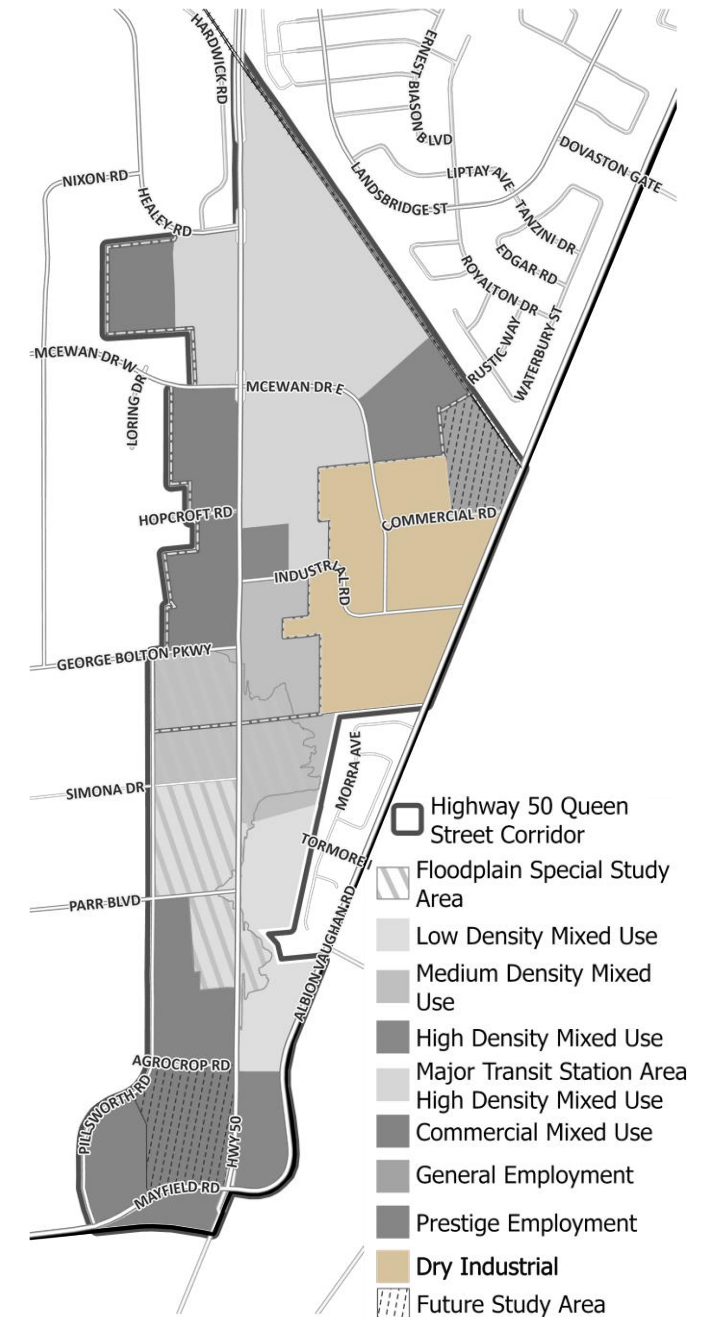 HARDWICK RD
ERNEST BIASON BLVD
DOVASTON GATE
LIPTAY AVE
NIXON RD
LANDSBRIDGE ST
TANZINI DR
HEALEY RD
EDGAR RD
ROYALTON DR
RUSTIC WAY
WATERBURY ST
MCEWAN DR W
MCEWAN DR E
LORING DR
HOPCROFT RD
COMMERCIAL RD
INDUSTRIAL RD
GEORGE BOLTON PKWY
MORRA AVE
SIMONA DR
TORMORE
PARR BLVD
ALBION VAUGHAN RD
AGROCROP RD
PILLSWORTH RD
HWY 50
MAYFIELD RD
Highway 50 Queen
Street Corridor
Floodplain Special Study
Area
Low Density Mixed Use
Medium Density Mixed
Use
High Density Mixed Use
Major Transit Station Area
High Density Mixed Use
Commercial Mixed Use
General Employment
Prestige Employment
Dry Industrial
Future Study Area